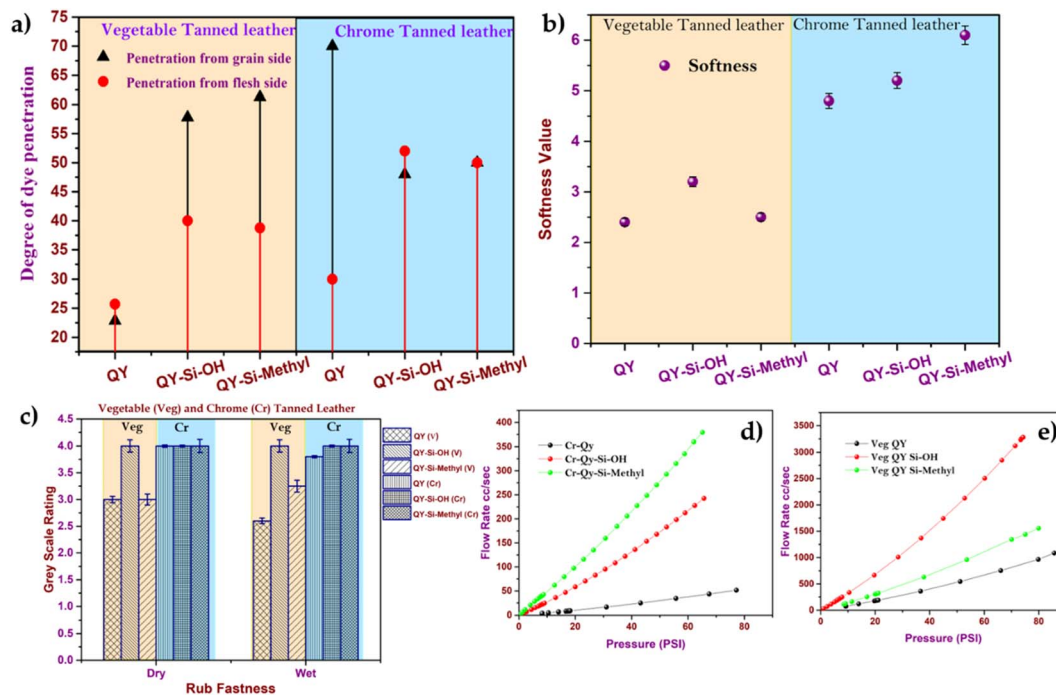 a)
Vegetable Tanned leather
Chrome Tanned leather
Penetration from grain side
Penetration from flesh side
Degree of dye penetration
75
70
65
60
55
50
45
40
35
30
25
20
QY
QY-Si-OH
QY-Si-Methyl
QY
QY-Si-OH
QY-Si-Methyl
b)
Vegetable Tanned leather
Chrome Tanned leather
Softness
Softness Value
6
5
4
3
2
1
0
QY
QY-Si-OH
QY-Si-Methyl
QY
QY-Si-OH
QY-Si-Methyl
c)
Vegetable (Veg) and Chrome (Cr) Tanned Leather
Veg
Cr
Veg
Cr
QY (V)
QY-Si-OH (V)
QY-Si-Methyl (V)
QY (Cr)
QY-Si-OH (Cr)
QY-Si-Methyl (Cr)
Grey Scale Rating
4.5
4.0
3.5
3.0
2.5
2.0
1.5
1.0
0.5
0.0
Dry
Wet
Rub Fastness
d)
Cr-Qy
Cr-Qy-Si-OH
Cr-Qy-Si-Methyl
Flow Rate cc/sec
400
350
300
250
200
150
100
50
0
0
20
40
60
80
Pressure (PSI)
e)
Veg QY
Veg QY Si-OH
Veg QY Si-Methyl
Flow Rate cc/sec
3500
3000
2500
2000
1500
1000
500
0
0
20
40
60
80
Pressure (PSI)